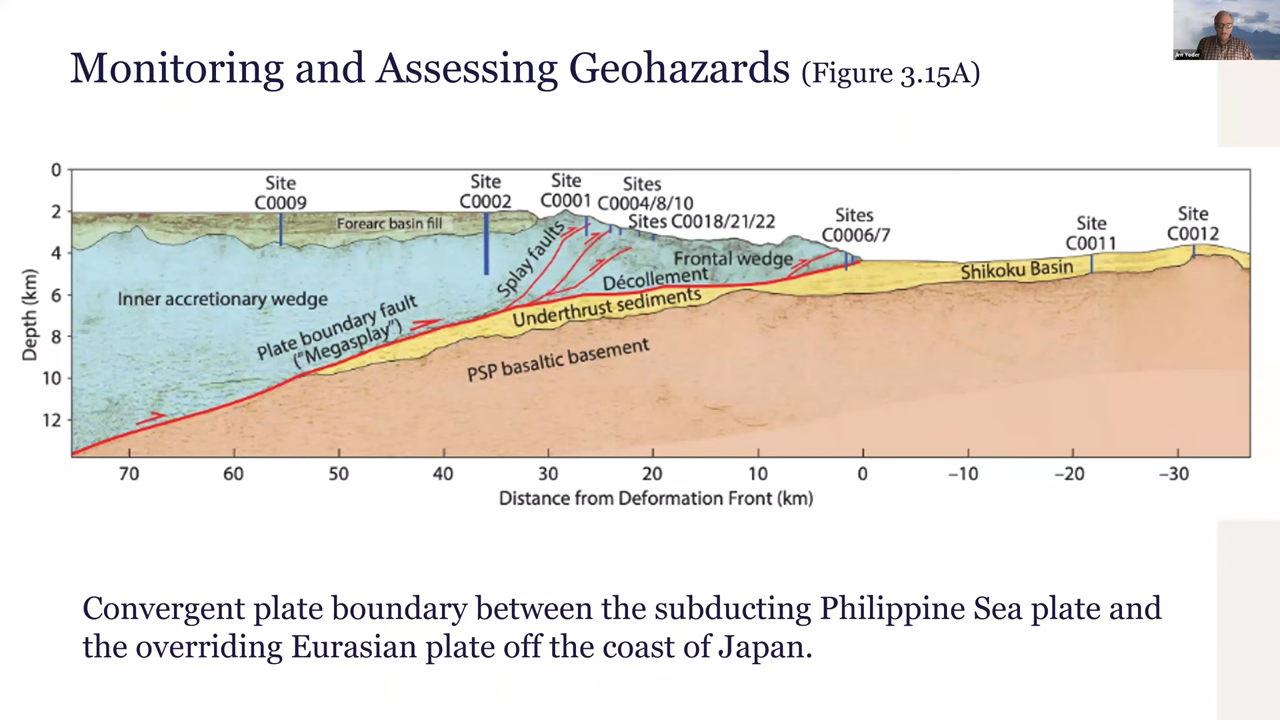 Monitoring and Assessing Geohazards (Figure 3.15A)
Jim Yoder
0
2
4
6
8
10
12
Depth (km)
Site
C0009
Site
C0002
Site
C0001
Sites
C0004/8/10
Sites C0018/21/22
Sites
C0006/7
Site
C0011
Site
C0012
Forearc basin fill
Splay faults
Frontal wedge
Décollement
Shikoku Basin
Inner accretionary wedge
Plate boundary fault
("Megasplay")
Underthrust sediments
PSP basaltic basement
70 60 50 40 30 20 10 0 −10 −20 −30
Distance from Deformation Front (km)
Convergent plate boundary between the subducting Philippine Sea plate and
the overriding Eurasian plate off the coast of Japan.